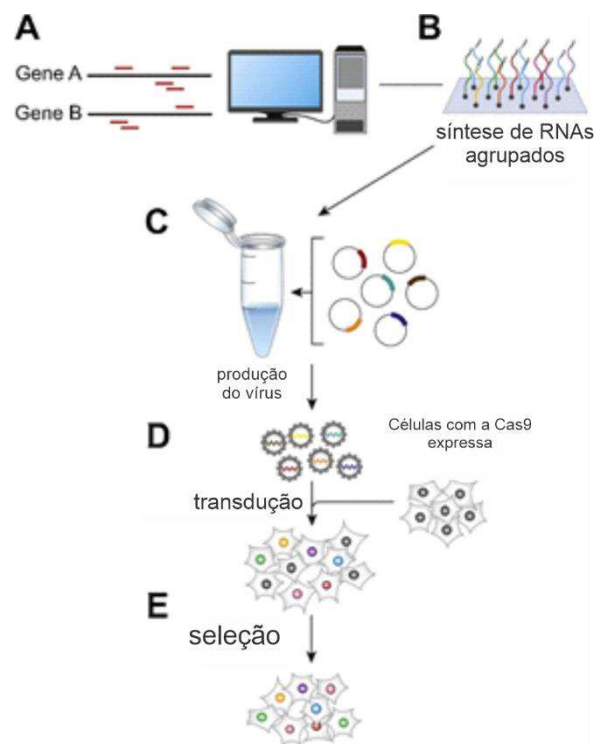 A
Gene A
Gene B
B
síntese de RNAs
agrupados
C
produção
do vírus
D
Células com a Cas9
expressa
transdução
E
seleção